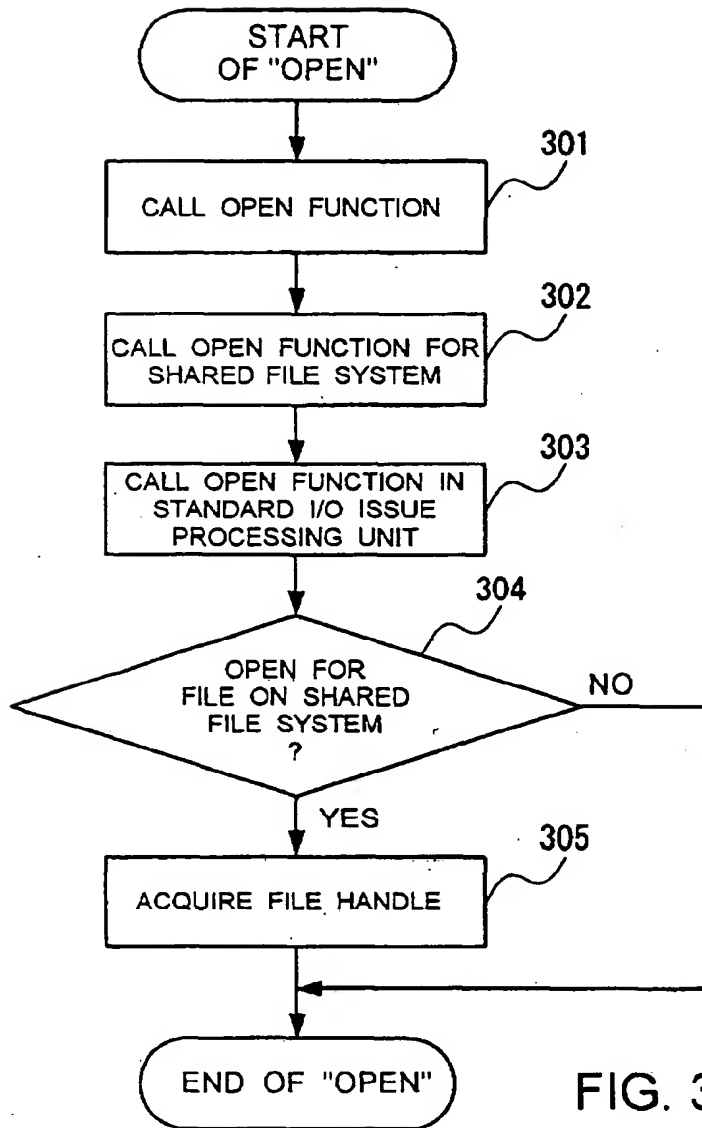 START
OF "OPEN"
301
CALL OPEN FUNCTION
302
CALL OPEN FUNCTION FOR
SHARED FILE SYSTEM
303
CALL OPEN FUNCTION IN
STANDARD I/O ISSUE
PROCESSING UNIT
304
OPEN FOR
FILE ON SHARED
FILE SYSTEM
?
NO
YES
305
ACQUIRE FILE HANDLE
END OF "OPEN"
FIG. 3